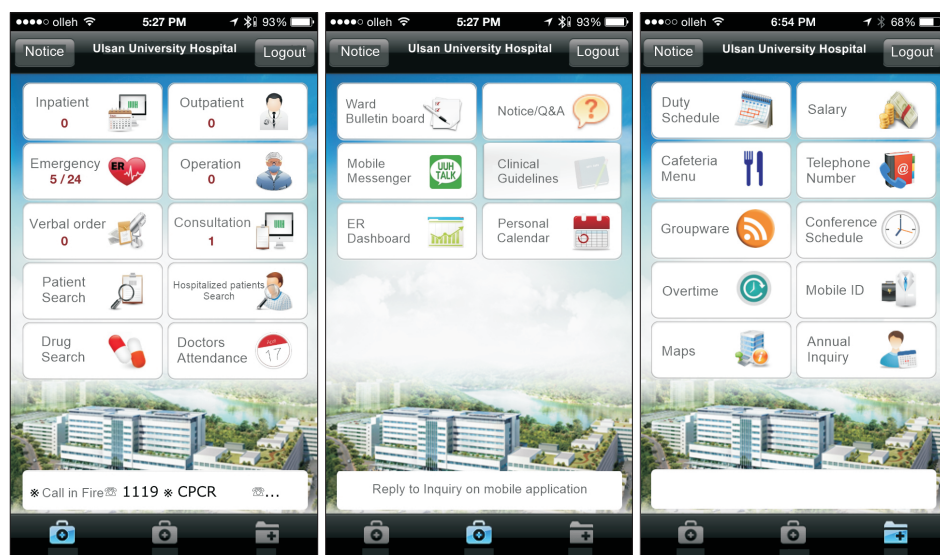 olleh 5:27 PM 93%
Notice Ulsan University Hospital Logout
Inpatient
0
Outpatient
0
Emergency
5 / 24
ER
Operation
0
Verbal order
0
Consultation
1
Patient
Search
Hospitalized patients
Search
Drug
Search
Doctors
Attendance
17
※ Call in Fire☏ 1119 ※ CPCR ☏...
olleh 5:27 PM 93%
Notice Ulsan University Hospital Logout
Ward
Bulletin board
Notice/Q&A
?
Mobile
Messenger
UUH
TALK
Clinical
Guidelines
ER
Dashboard
Personal
Calendar
Reply to Inquiry on mobile application
olleh 6:54 PM 68%
Notice Ulsan University Hospital Logout
Duty
Schedule
Salary
Cafeteria
Menu
Telephone
Number
@
Groupware
Conference
Schedule
Overtime
Mobile ID
Maps
Annual
Inquiry